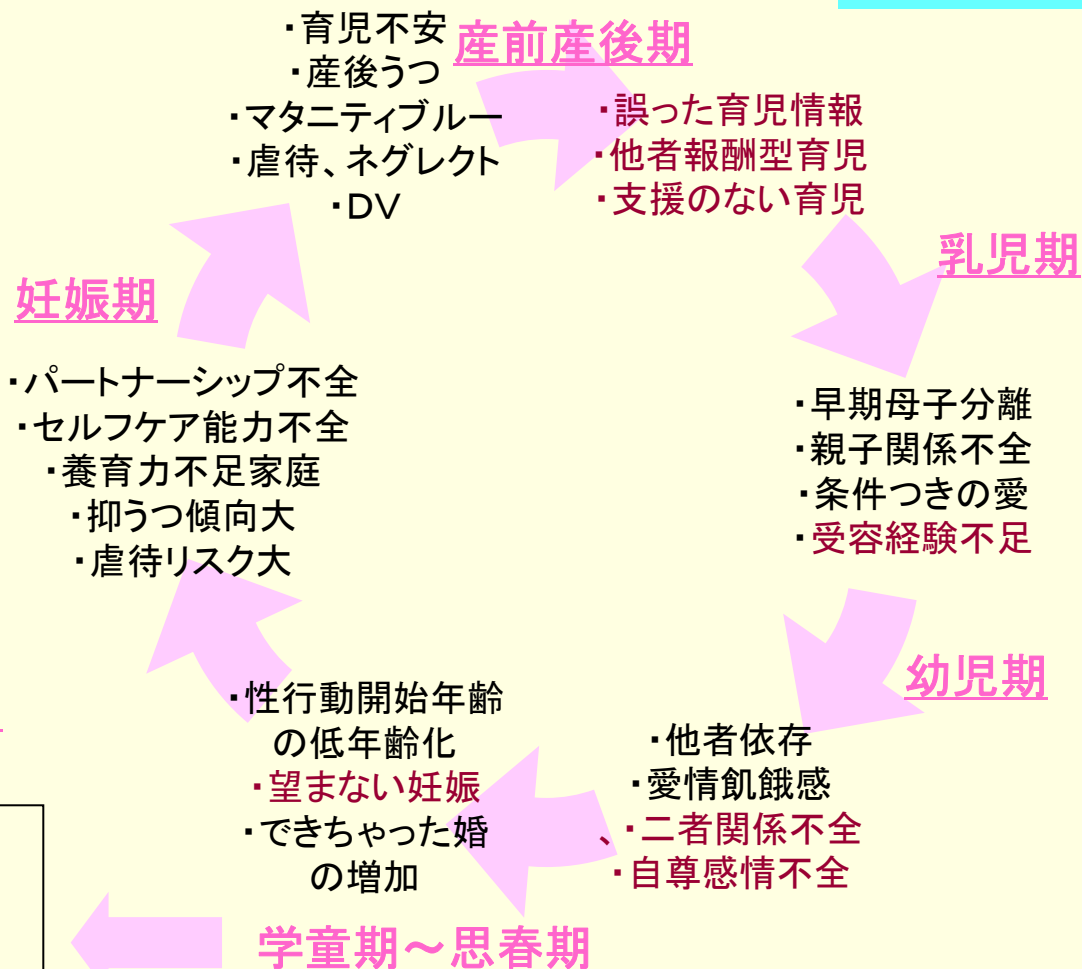 ・育児不安
・産後うつ
・マタニティブルー
・虐待、ネグレクト
・DV
産前産後期
・誤った育児情報
・他者報酬型育児
・支援のない育児
乳児期
・早期母子分離
・親子関係不全
・条件つきの愛
・受容経験不足
幼児期
・他者依存
・愛情飢餓感
、・二者関係不全
・自尊感情不全
学童期～思春期
・性行動開始年齢
の低年齢化
・望まない妊娠
・できちゃった婚
の増加
妊娠期
・パートナーシップ不全
・セルフケア能力不全
・養育力不足家庭
・抑うつ傾向大
・虐待リスク大